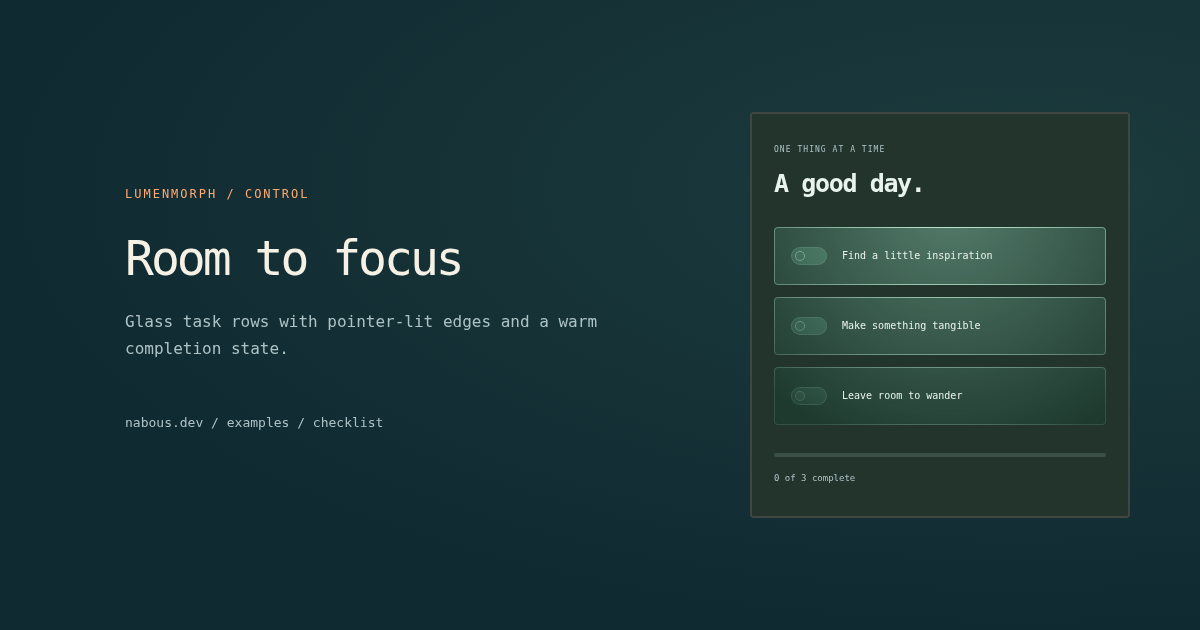 LUMENMORPH / CONTROL
Room to focus
Glass task rows with pointer-lit edges and a warm
completion state.
nabous.dev / examples / checklist
ONE THING AT A TIME
A good day.
Find a little inspiration
Make something tangible
Leave room to wander
0 of 3 complete